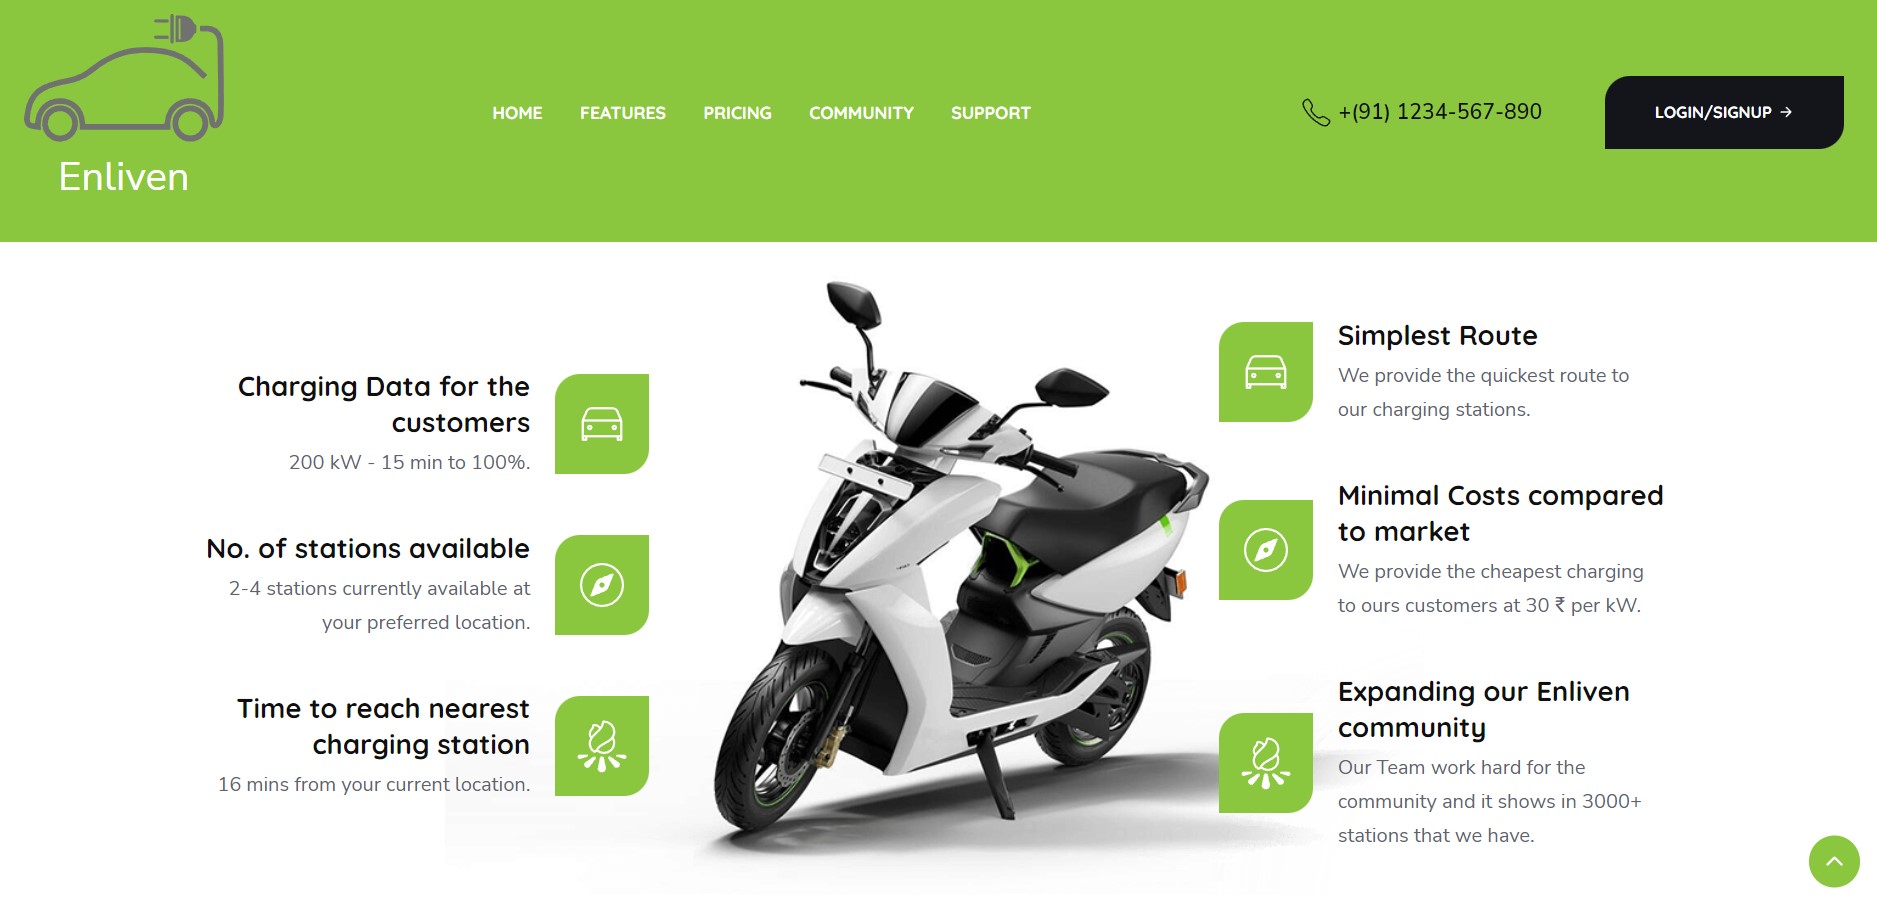 Enliven
HOME FEATURES PRICING COMMUNITY SUPPORT
+(91) 1234-567-890
LOGIN/SIGNUP →
Charging Data for the
customers
200 kW - 15 min to 100%.
No. of stations available
2-4 stations currently available at
your preferred location.
Time to reach nearest
charging station
16 mins from your current location.
Simplest Route
We provide the quickest route to
our charging stations.
Minimal Costs compared
to market
We provide the cheapest charging
to ours customers at 30 ₹ per kW.
Expanding our Enliven
community
Our Team work hard for the
community and it shows in 3000+
stations that we have.